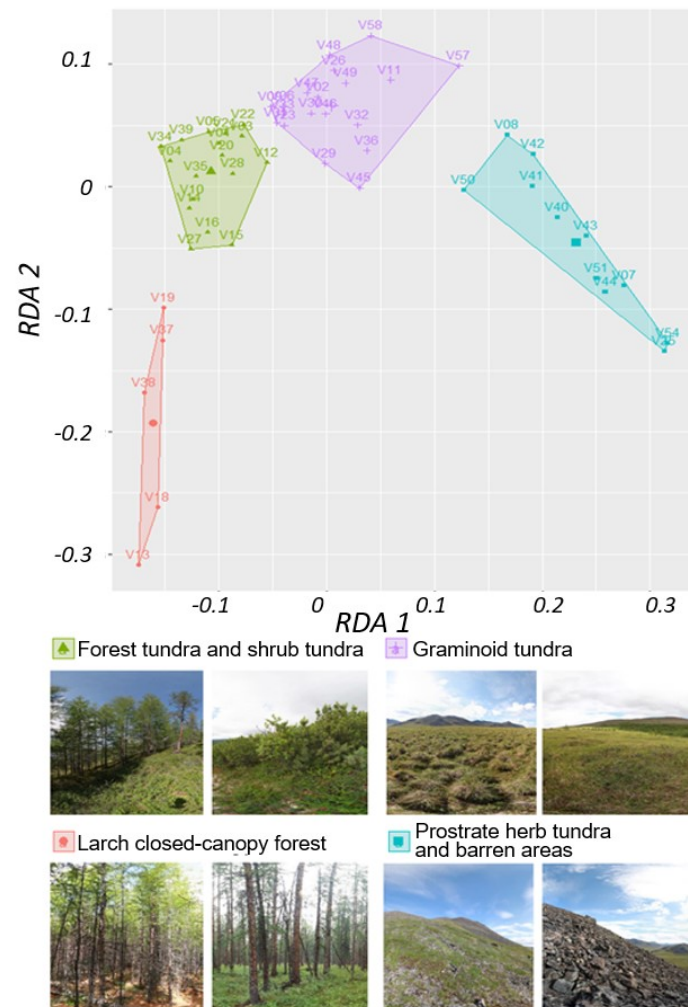 V58
V48
V26
V57
0.1
V49
V11
V47
V02
V22
V32
V34
V39
V03
V23
V12
V20
V36
V04
V35
V28
V29
V08
V42
V10
V45
V50
V41
0
V16
V40
V27
V15
V43
V51
V07
V44
RDA 2
-0.1
V19
V54
V37
V38
-0.2
V18
-0.3
V13
-0.1
0
0.1
0.2
0.3
RDA 1
Forest tundra and shrub tundra
Graminoid tundra
Larch closed-canopy forest
Prostrate herb tundra
and barren areas